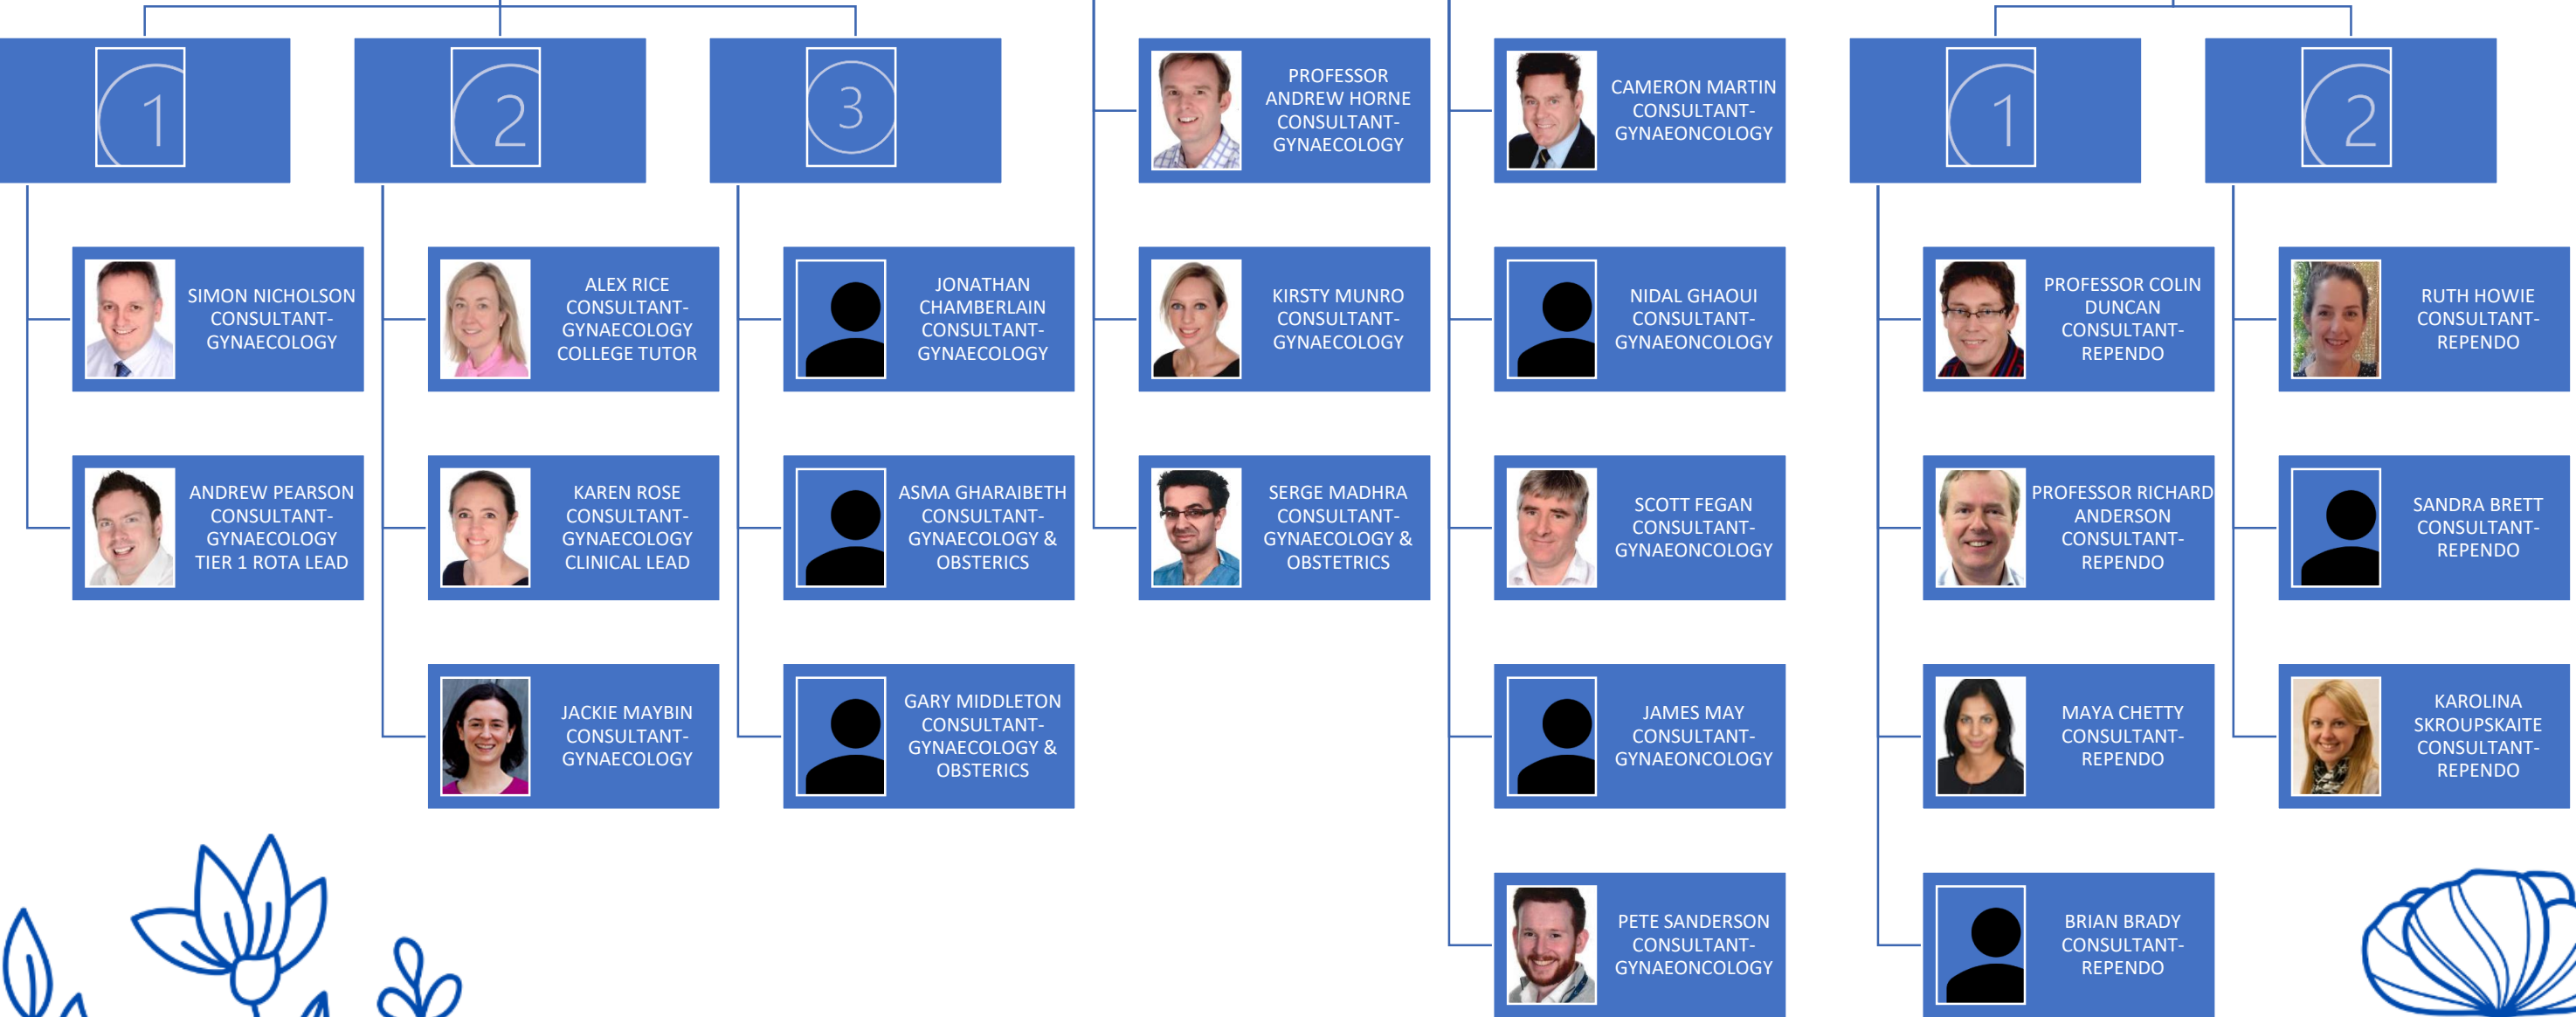 1
SIMON NICHOLSON
CONSULTANT-
GYNAECOLOGY
ANDREW PEARSON
CONSULTANT-
GYNAECOLOGY
TIER 1 ROTA LEAD
2
ALEX RICE
CONSULTANT-
GYNAECOLOGY
COLLEGE TUTOR
KAREN ROSE
CONSULTANT-
GYNAECOLOGY
CLINICAL LEAD
JACKIE MAYBIN
CONSULTANT-
GYNAECOLOGY
3
JONATHAN
CHAMBERLAIN
CONSULTANT-
GYNAECOLOGY
ASMA GHARAIBETH
CONSULTANT-
GYNAECOLOGY &
OBSTERICS
GARY MIDDLETON
CONSULTANT-
GYNAECOLOGY &
OBSTERICS
PROFESSOR
ANDREW HORNE
CONSULTANT-
GYNAECOLOGY
KIRSTY MUNRO
CONSULTANT-
GYNAECOLOGY
SERGE MADHRA
CONSULTANT-
GYNAECOLOGY &
OBSTETRICS
CAMERON MARTIN
CONSULTANT-
GYNAEONCOLOGY
NIDAL GHAOUI
CONSULTANT-
GYNAEONCOLOGY
SCOTT FEGAN
CONSULTANT-
GYNAEONCOLOGY
JAMES MAY
CONSULTANT-
GYNAEONCOLOGY
PETE SANDERSON
CONSULTANT-
GYNAEONCOLOGY
1
PROFESSOR COLIN
DUNCAN
CONSULTANT-
REPENDO
PROFESSOR RICHARD
ANDERSON
CONSULTANT-
REPENDO
MAYA CHETTY
CONSULTANT-
REPENDO
BRIAN BRADY
CONSULTANT-
REPENDO
2
RUTH HOWIE
CONSULTANT-
REPENDO
SANDRA BRETT
CONSULTANT-
REPENDO
KAROLINA
SKROUPSKAITE
CONSULTANT-
REPENDO